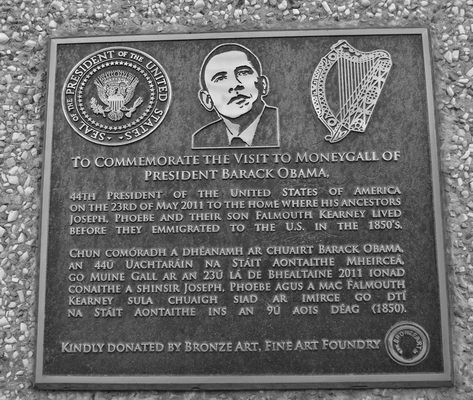 SEAL OF THE PRESIDENT OF THE UNITED STATES
TO COMMEMORATE THE VISIT TO MONEYGALL OF
PRESIDENT BARACK OBAMA,
44TH PRESIDENT OF THE UNITED STATES OF AMERICA
ON THE 23RD OF MAY 2011 TO THE HOME WHERE HIS ANCESTORS
JOSEPH, PHOEBE AND THEIR SON FALMOUTH KEARNEY LIVED
BEFORE THEY EMMIGRATED TO THE U.S. IN THE 1850'S.
CHUN COMÓRADH A DHÉANAMH AR CHUAIRT BARACK OBAMA,
AN 44Ú UACHTARÁIN NA STÁIT AONTAITHE MHEIRCEÁ,
GO MUINE GALL AR AN 23Ú LÁ DE BHEALTAINE 2011 IONAD
CONAITHE A SHINSIR JOSEPH, PHOEBE AGUS A MAC FALMOUTH
KEARNEY SULA CHUAIGH SIAD AR IMIRCE GO DTÍ
NA STÁIT AONTAITHE INS AN 9Ú AOIS DÉAG (1850).
KINDLY DONATED BY BRONZE ART, FINE ART FOUNDRY